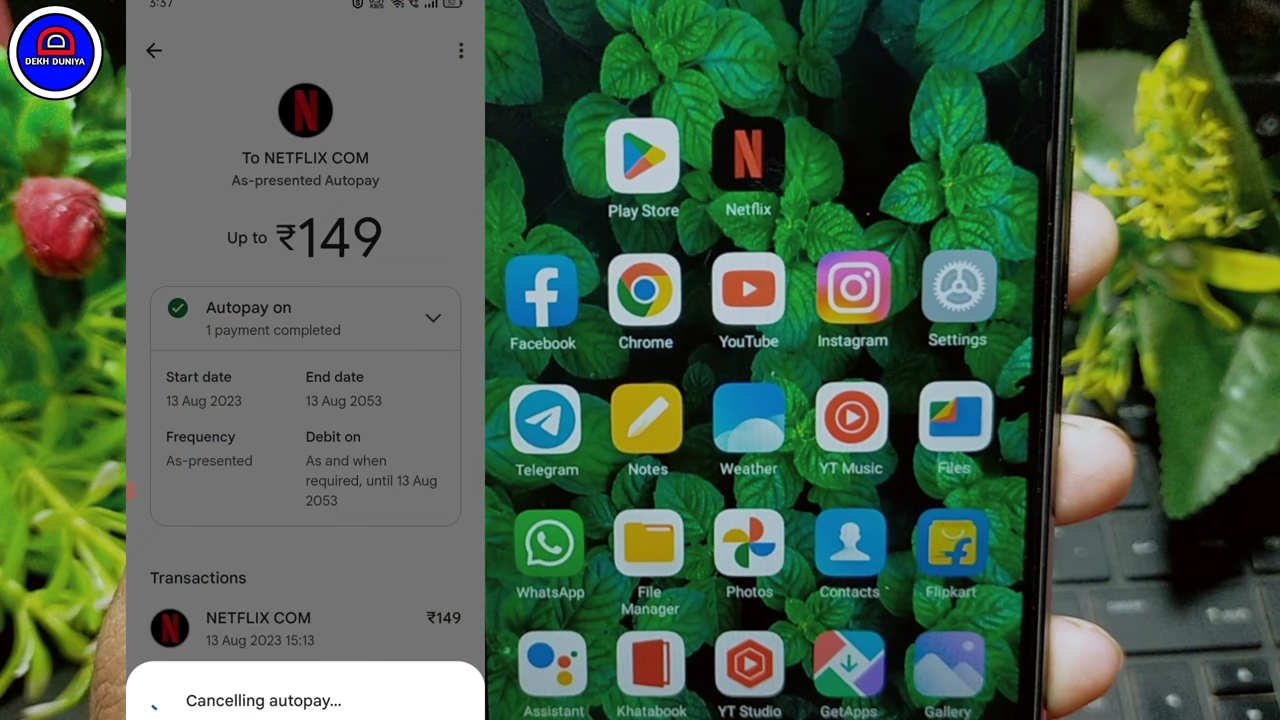 DEKH DUNIYA
3:37
To NETFLIX COM
As-presented Autopay
Up to ₹149
Autopay on
1 payment completed
Start date
13 Aug 2023
End date
13 Aug 2053
Frequency
As-presented
Debit on
As and when
required, until 13 Aug
2053
Transactions
NETFLIX COM
₹149
13 Aug 2023 15:13
Cancelling autopay...
Play Store
Netflix
Facebook
Chrome
YouTube
Instagram
Settings
Telegram
Notes
Weather
YT Music
Files
WhatsApp
File
Manager
Photos
Contacts
Flipkart
Assistant
Khatabook
YT Studio
GetApps
Gallery